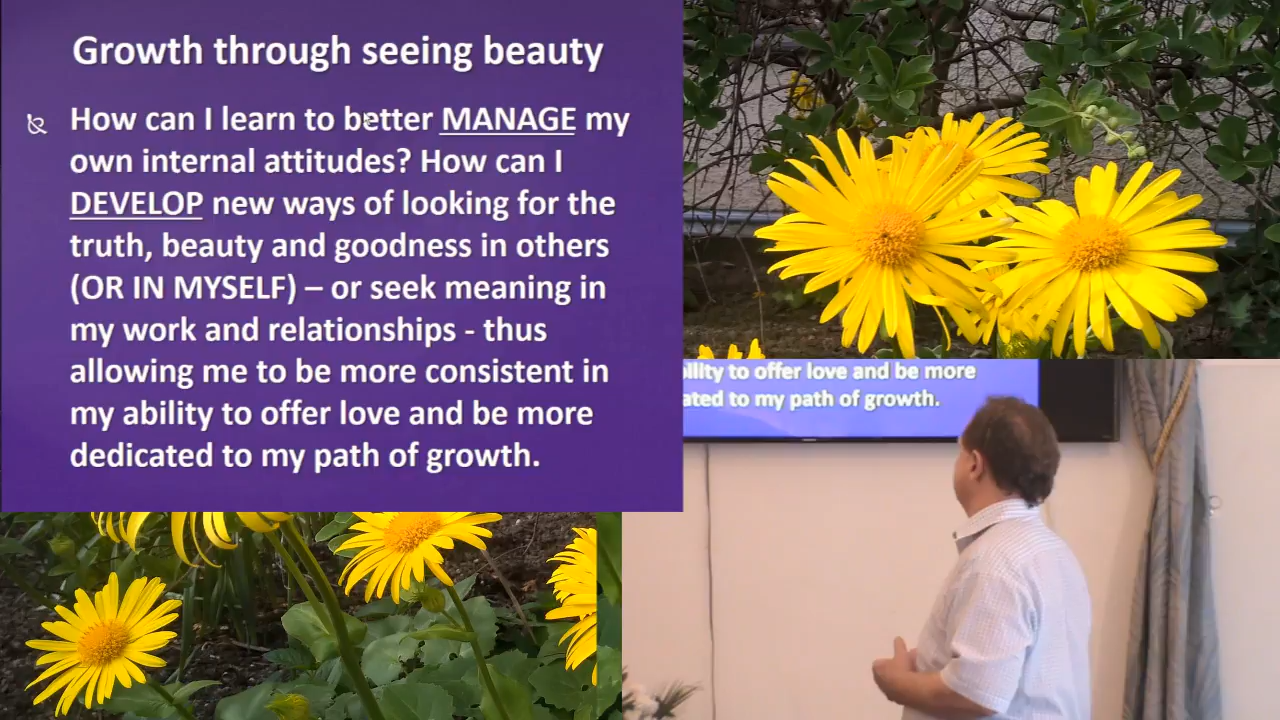 Growth through seeing beauty
How can I learn to better MANAGE my
own internal attitudes? How can I
DEVELOP new ways of looking for the
truth, beauty and goodness in others
(OR IN MYSELF) – or seek meaning in
my work and relationships - thus
allowing me to be more consistent in
my ability to offer love and be more
dedicated to my path of growth.
to offer love and be more
to my path of growth.